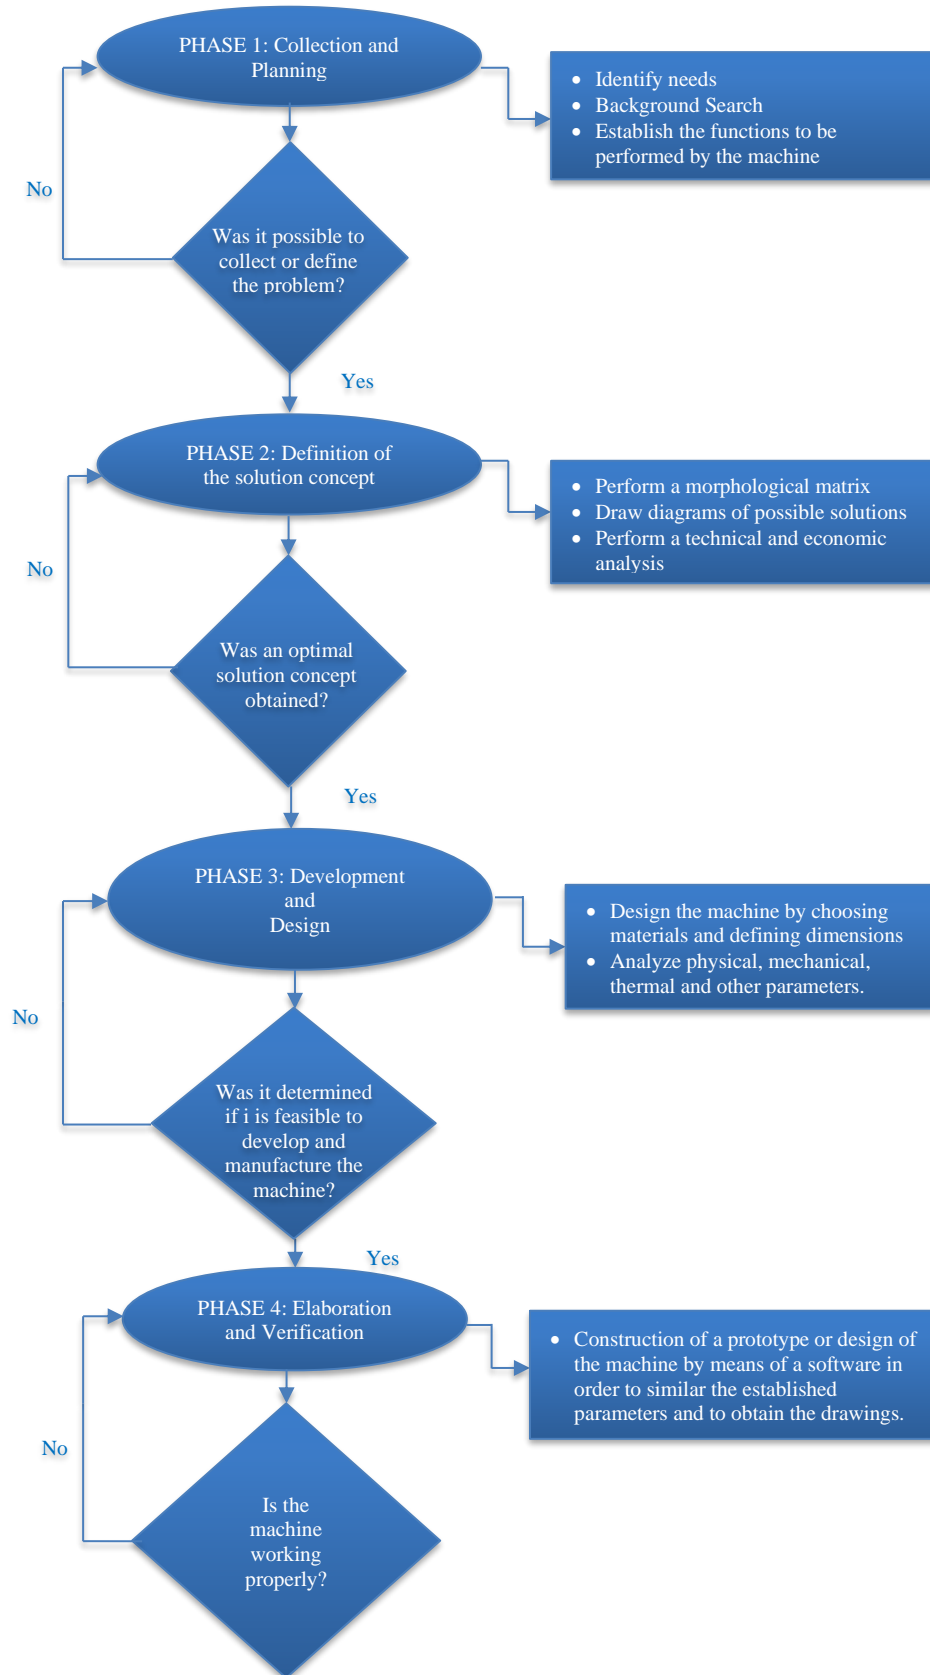 PHASE 1: Collection and
Planning
• Identify needs
• Background Search
• Establish the functions to be
performed by the machine
No
Was it possible to
collect or define
the problem?
Yes
PHASE 2: Definition of
the solution concept
• Perform a morphological matrix
• Draw diagrams of possible solutions
• Perform a technical and economic
analysis
No
Was an optimal
solution concept
obtained?
Yes
PHASE 3: Development
and
Design
• Design the machine by choosing
materials and defining dimensions
• Analyze physical, mechanical,
thermal and other parameters.
No
Was it determined
if i is feasible to
develop and
manufacture the
machine?
Yes
PHASE 4: Elaboration
and Verification
• Construction of a prototype or design of
the machine by means of a software in
order to similar the established
parameters and to obtain the drawings.
No
Is the
machine
working
properly?